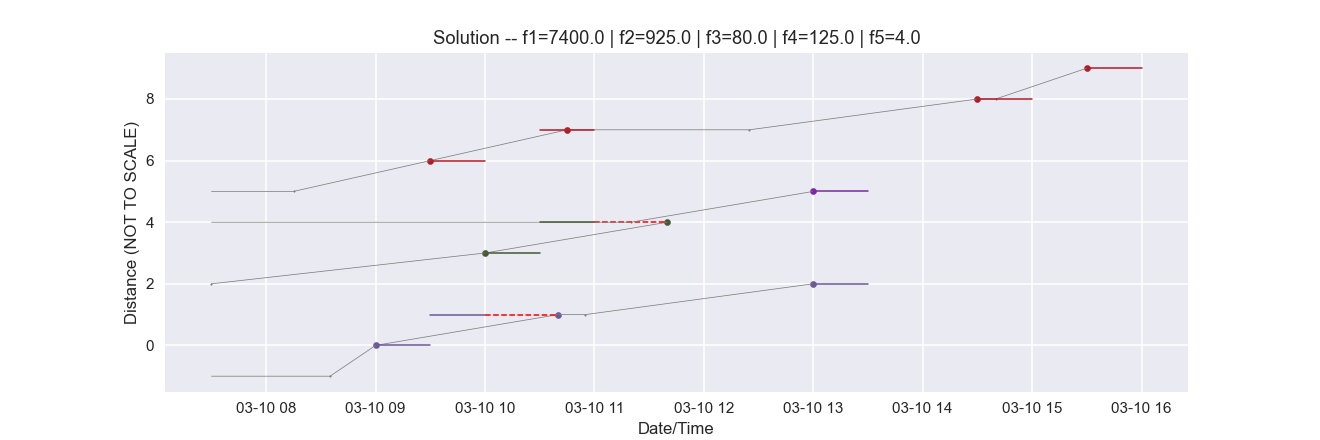 Solution -- f1=7400.0 | f2=925.0 | f3=80.0 | f4=125.0 | f5=4.0
Distance (NOT TO SCALE)
8
6
4
2
0
03-10 08 03-10 09 03-10 10 03-10 11 03-10 12 03-10 13 03-10 14 03-10 15 03-10 16
Date/Time